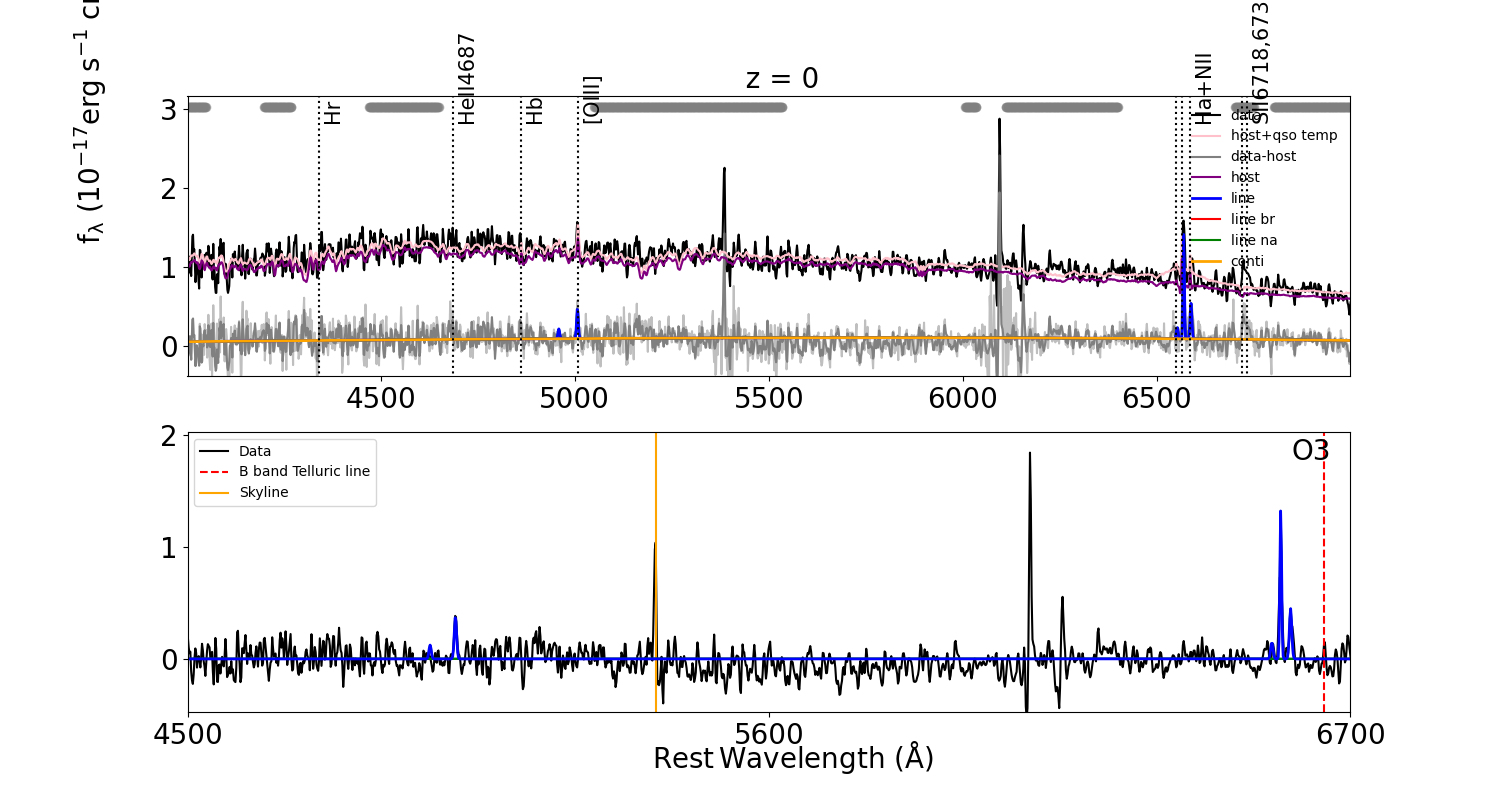 z = 0
fλ (10⁻¹⁷erg s⁻¹ c
3
2
1
0
Hr
HeII4687
Hb
[OIII]
Ha+NII
SII6718,673
data
host+qso temp
data-host
host
line
line br
line na
conti
4500 5000 5500 6000 6500
2
1
0
Data
B band Telluric line
Skyline
O3
4500 5600 6700
Rest Wavelength (Å)